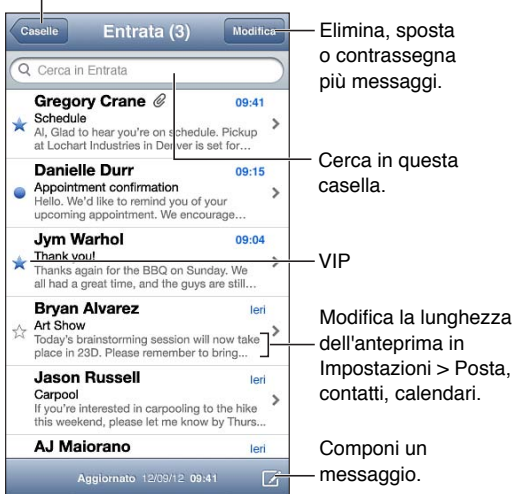 Caselle
Entrata (3)
Modifica
Cerca in Entrata
Gregory Crane
09:41
Schedule
Al, Glad to hear you're on schedule. Pickup
at Lochart Industries in Denver is set for...
Danielle Durr
09:15
Appointment confirmation
Hello. We'd like to remind you of your
upcoming appointment. We encourage...
Jym Warhol
09:04
Thank you!
Thanks again for the BBQ on Sunday. We
all had a great time, and the guys are still...
Bryan Alvarez
Ieri
Art Show
Today's brainstorming session will now take
place in 23D. Please remember to bring...
Jason Russell
Ieri
Carpool
If you're interested in carpooling to the hike
this weekend, please let me know by Thurs...
AJ Maiorano
Ieri
Aggiornato 12/09/12 09:41
Elimina, sposta
o contrassegna
più messaggi.
Cerca in questa
casella.
VIP
Modifica la lunghezza
dell'anteprima in
Impostazioni > Posta,
contatti, calendari.
Componi un
messaggio.